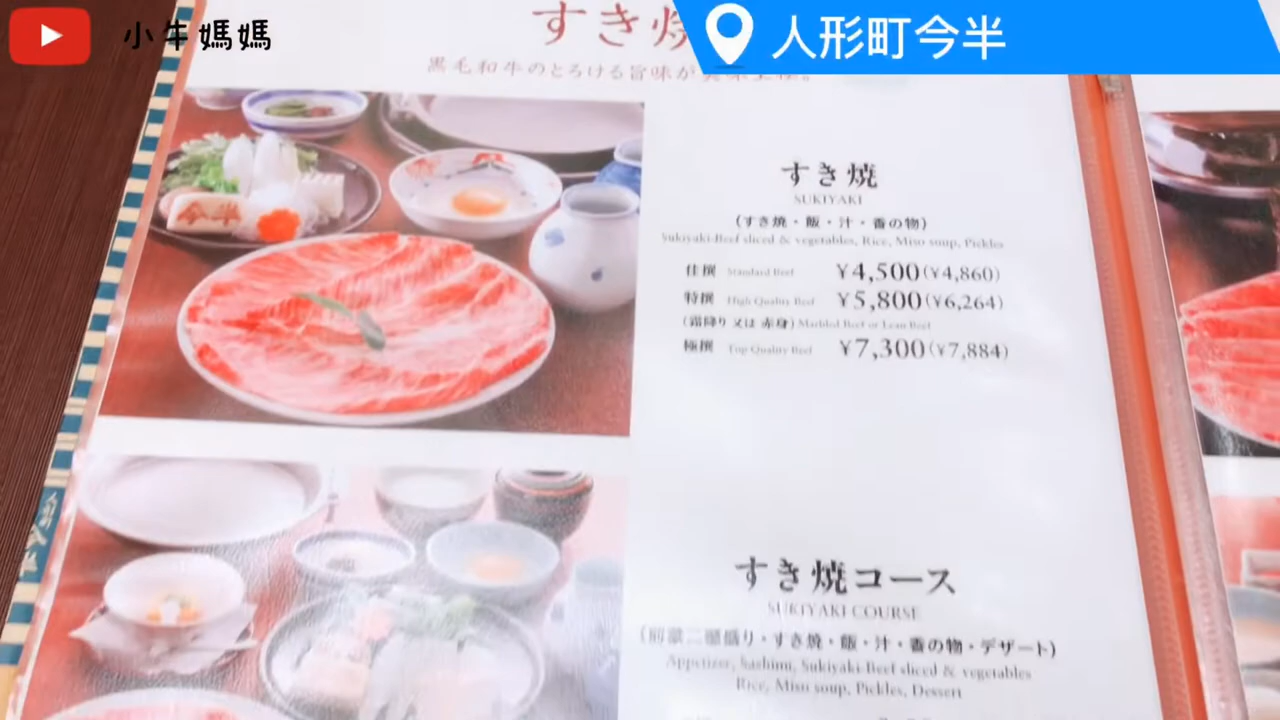 小牛媽媽
人形町今半
すき焼
黒毛和牛のとろける旨味が
すき焼
SUKIYAKI
(すき焼・飯・汁・香の物)
Sukiyaki-Beef sliced & vegetables, Rice, Miso soup, Pickles
佳撰 Standard Beef ¥4,500(¥4,860)
特撰 High Quality Beef ¥5,800(¥6,264)
(霜降り又は赤身) Marbled Beef or Lean Beef
極撰 Top Quality Beef ¥7,300(¥7,884)
すき焼コース
SUKIYAKI COURSE
(前菜二種盛り・すき焼・飯・汁・香の物・デザート)
Appetizer, Sashimi, Sukiyaki-Beef sliced & vegetables
Rice, Miso soup, Pickles, Dessert